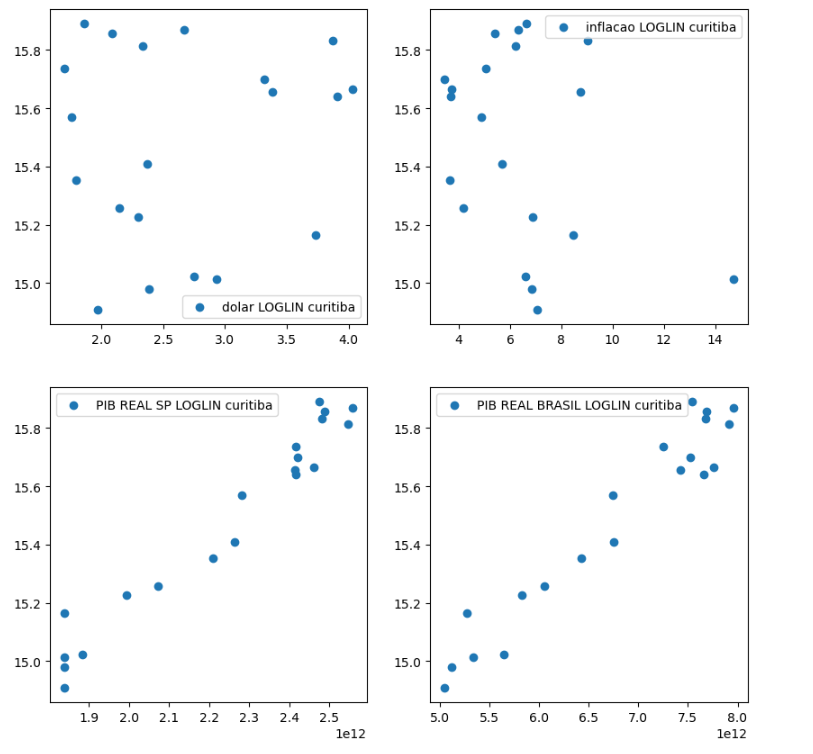 15.8
15.6
15.4
15.2
15.0
2.0 2.5 3.0 3.5 4.0
dolar LOGLIN curitiba
15.8
15.6
15.4
15.2
15.0
4 6 8 10 12 14
inflacao LOGLIN curitiba
15.8
15.6
15.4
15.2
15.0
1.9 2.0 2.1 2.2 2.3 2.4 2.5
1e12
PIB REAL SP LOGLIN curitiba
15.8
15.6
15.4
15.2
15.0
5.0 5.5 6.0 6.5 7.0 7.5 8.0
1e12
PIB REAL BRASIL LOGLIN curitiba